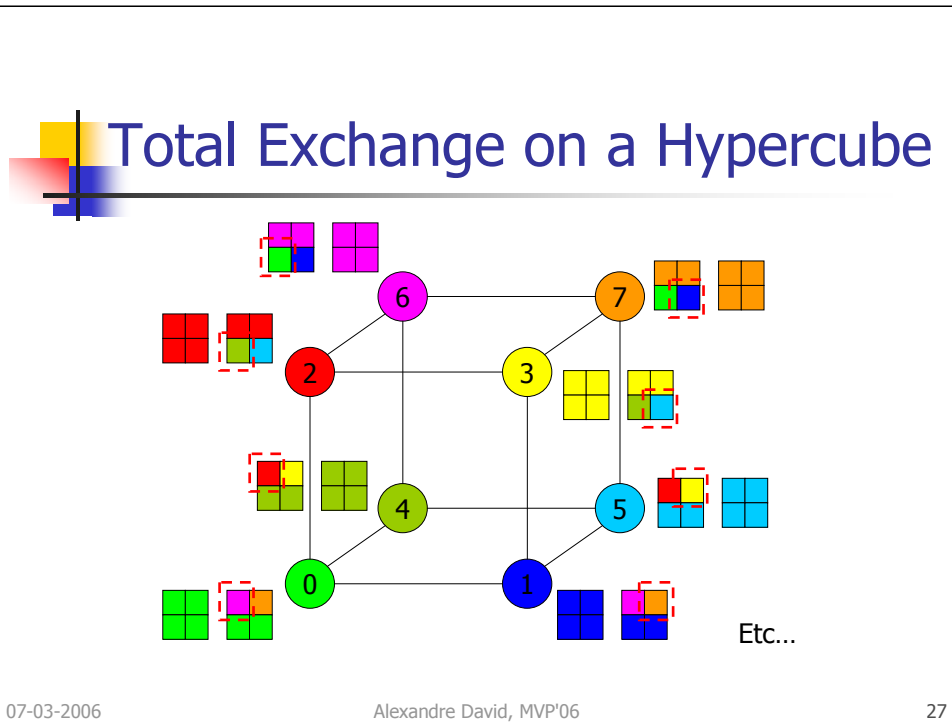 Total Exchange on a Hypercube
6
7
2
3
4
5
0
1
Etc...
07-03-2006 Alexandre David, MVP'06 27